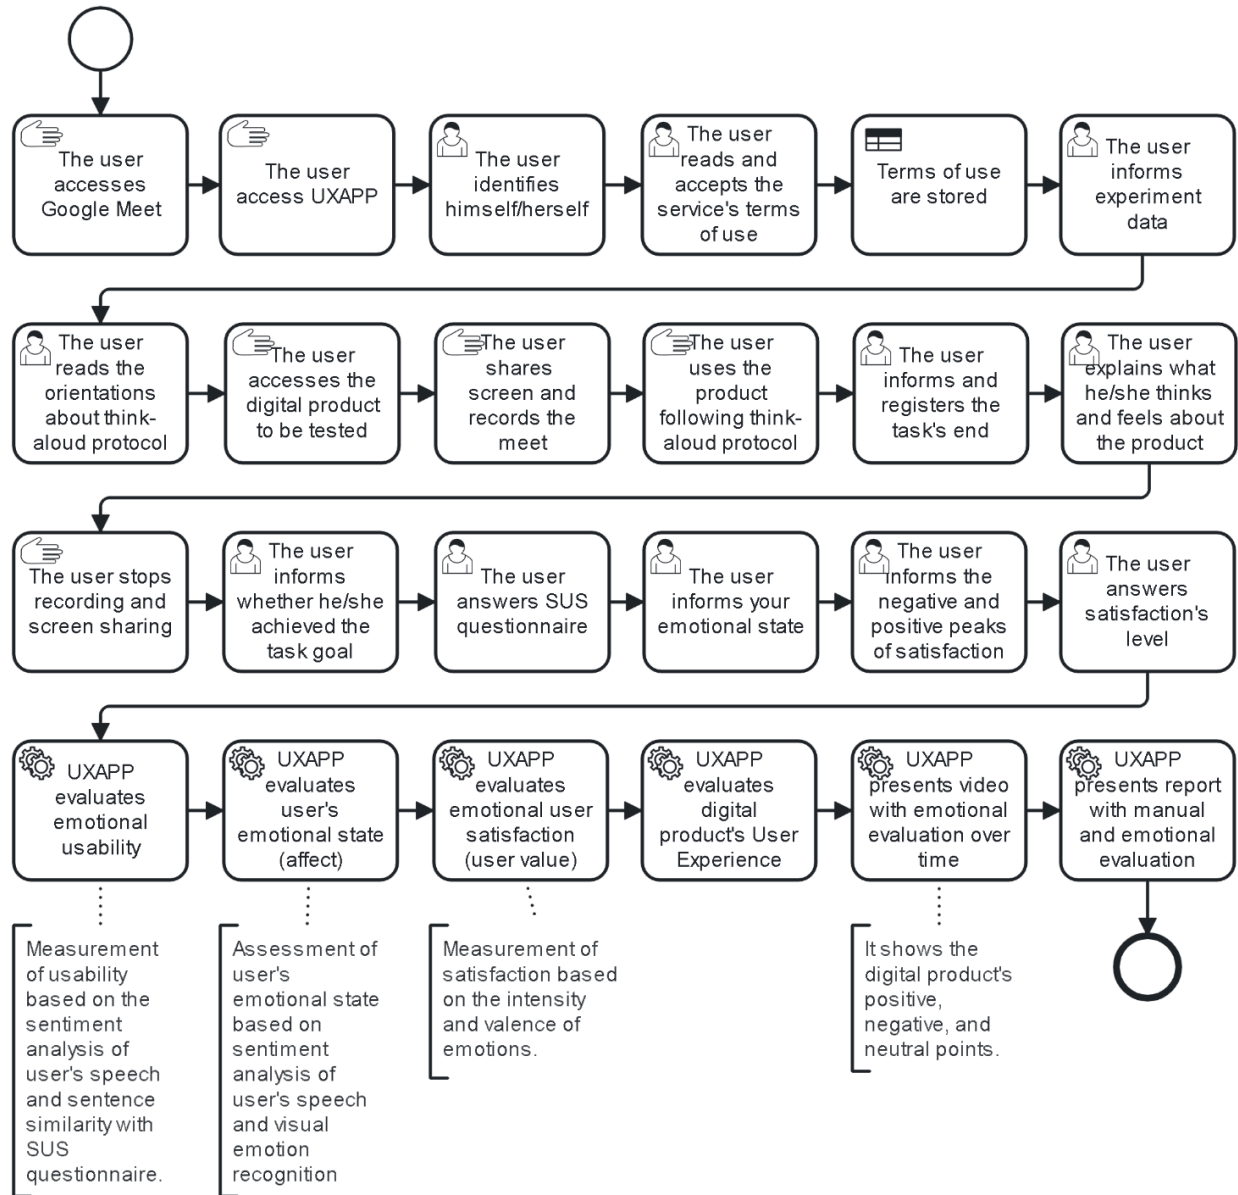 The user
accesses
Google Meet
The user
access UXAPP
The user
identifies
himself/herself
The user
reads and
accepts the
service's terms
of use
Terms of use
are stored
The user
informs
experiment
data
The user
reads the
orientations
about think-
aloud protocol
The user
accesses the
digital product
to be tested
The user
shares
screen and
records the
meet
The user
uses the
product
following think-
aloud protocol
The user
informs and
registers the
task's end
The user
explains what
he/she thinks
and feels about
the product
The user stops
recording and
screen sharing
The user
informs
whether he/she
achieved the
task goal
The user
answers SUS
questionnaire
The user
informs your
emotional state
The user
informs the
negative and
positive peaks
of satisfaction
The user
answers
satisfaction's
level
UXAPP
evaluates
emotional
usability
UXAPP
evaluates
user's
emotional state
(affect)
UXAPP
evaluates
emotional user
satisfaction
(user value)
UXAPP
evaluates
digital
product's User
Experience
UXAPP
presents video
with emotional
evaluation over
time
UXAPP
presents report
with manual
and emotional
evaluation
Measurement
of usability
based on the
sentiment
analysis of
user's speech
and sentence
similarity with
SUS
questionnaire.
Assessment of
user's
emotional state
based on
sentiment
analysis of
user's speech
and visual
emotion
recognition
Measurement of
satisfaction based
on the intensity
and valence of
emotions.
It shows the
digital product's
positive,
negative, and
neutral points.